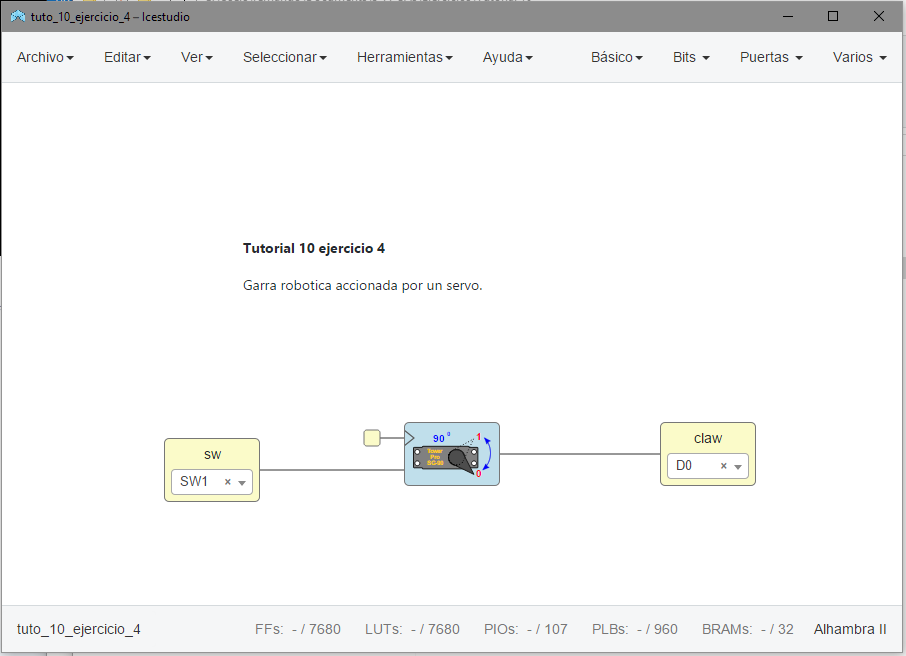 tuto_10_ejercicio_4 – Icestudio
Archivo Editar Ver Seleccionar Herramientas Ayuda Básico Bits Puertas Varios
Tutorial 10 ejercicio 4
Garra robotica accionada por un servo.
sw
SW1 ×
90 º 1
Tower
Pro
SG-90
0
claw
D0 ×
tuto_10_ejercicio_4 FFs: - / 7680 LUTs: - / 7680 PIOs: - / 107 PLBs: - / 960 BRAMs: - / 32 Alhambra II